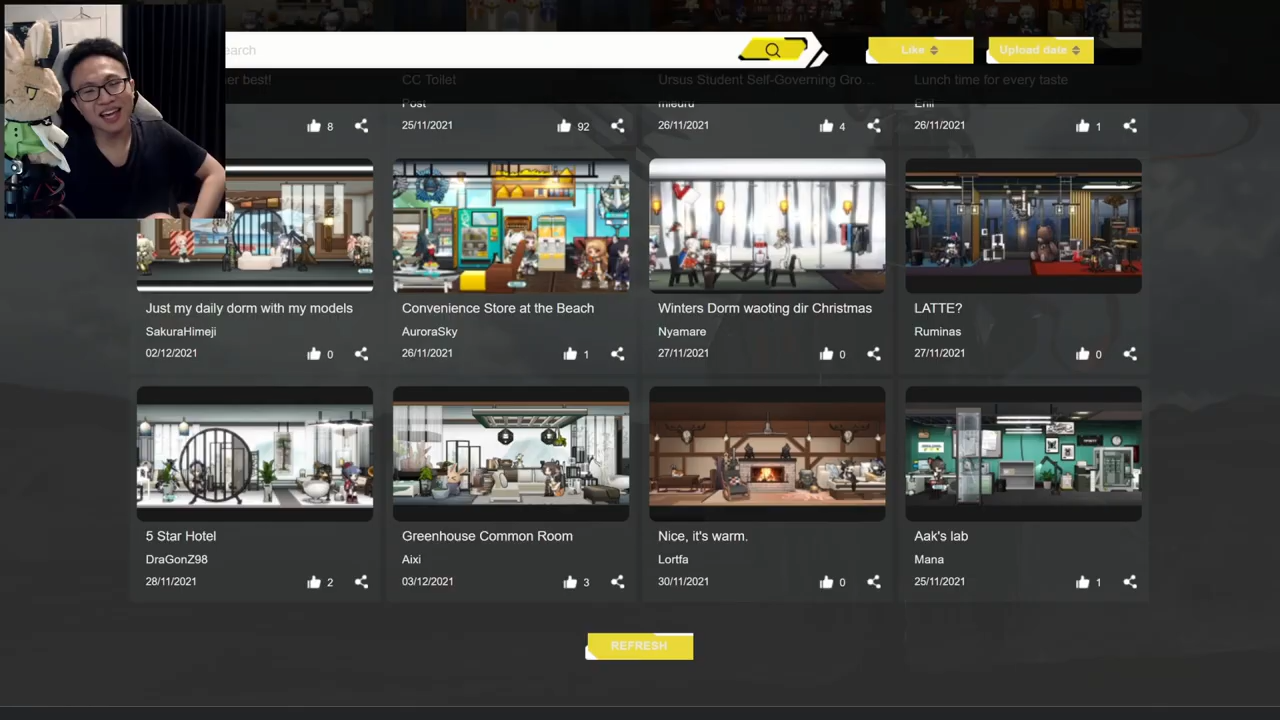 earch
Like
Upload date
er best!
CC Toilet
Ursus Student Self-Governing Gro...
Lunch time for every taste
Post
mieuru
Enii
8
25/11/2021
92
26/11/2021
4
26/11/2021
1
Just my daily dorm with my models
Convenience Store at the Beach
Winters Dorm waoting dir Christmas
LATTE?
SakuraHimeji
AuroraSky
Nyamare
Ruminas
02/12/2021
0
26/11/2021
1
27/11/2021
0
27/11/2021
0
5 Star Hotel
Greenhouse Common Room
Nice, it's warm.
Aak's lab
DraGonZ98
Aixi
Lortfa
Mana
28/11/2021
2
03/12/2021
3
30/11/2021
0
25/11/2021
1
REFRESH